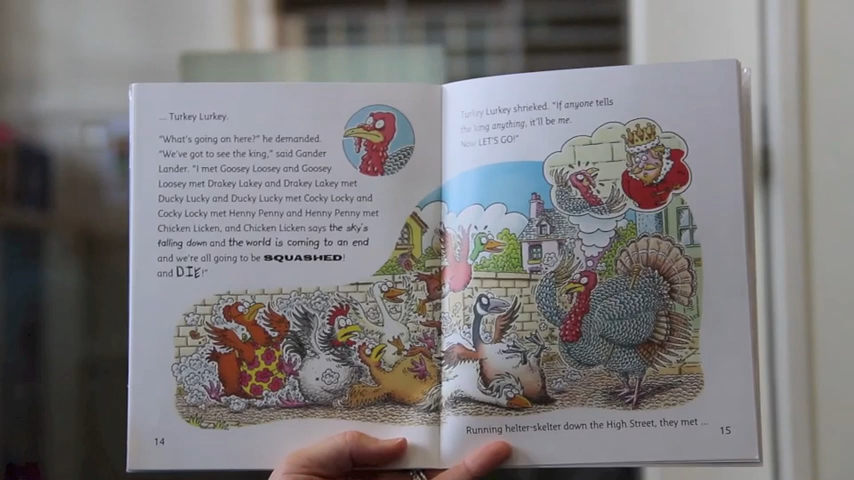 ... Turkey Lurkey.
"What's going on here?" he demanded.
"We've got to see the king," said Gander
Lander. "I met Goosey Loosey and Goosey
Loosey met Drakey Lakey and Drakey Lakey met
Ducky Lucky and Ducky Lucky met Cocky Locky and
Cocky Locky met Henny Penny and Henny Penny met
Chicken Licken, and Chicken Licken says the sky's
falling down and the world is coming to an end
and we're all going to be SQUASHED!
and DIE!"
14
Turkey Lurkey shrieked. "If anyone tells
the king anything, it'll be me.
Now LET'S GO!"
Running helter-skelter down the High Street, they met ...
15